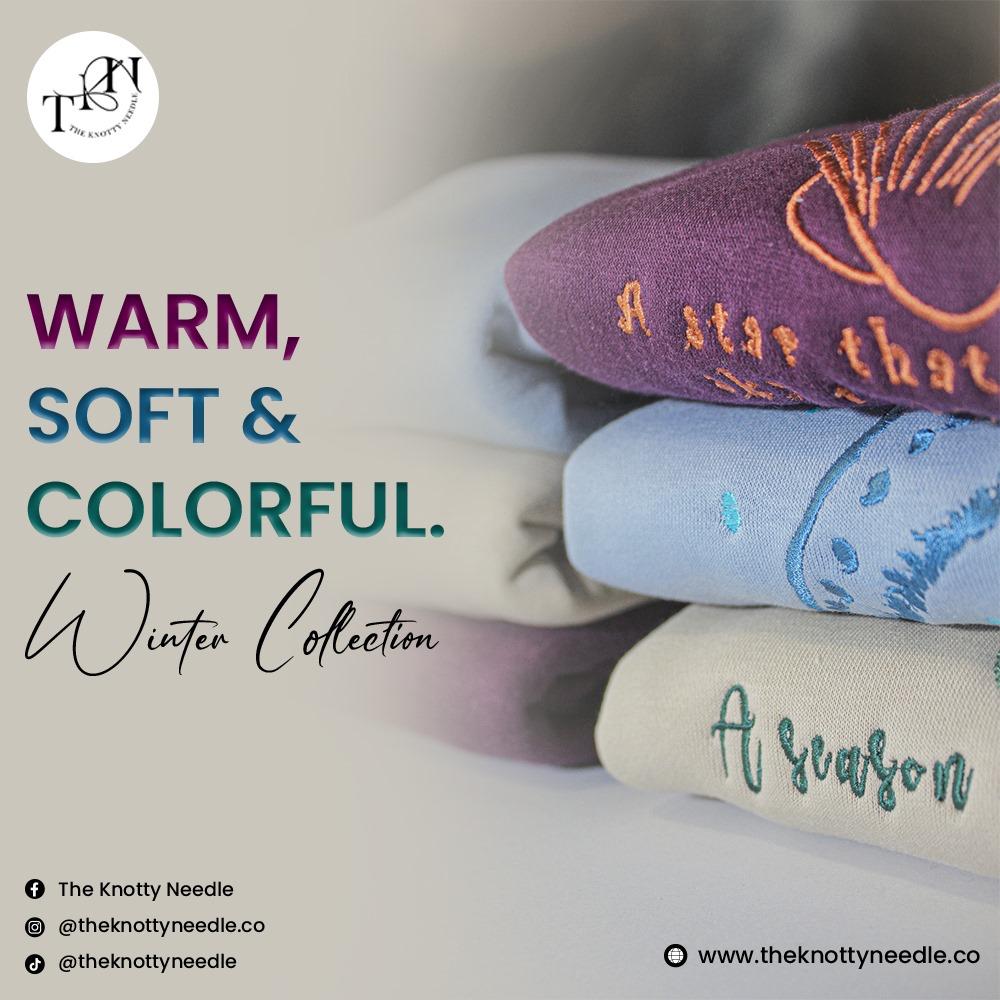 TKN
THE KNOTTY NEEDLE
WARM,
SOFT &
COLORFUL.
Winter Collection
A star that
A season
The Knotty Needle
@theknottyneedle.co
@theknottyneedle
www.theknottyneedle.co